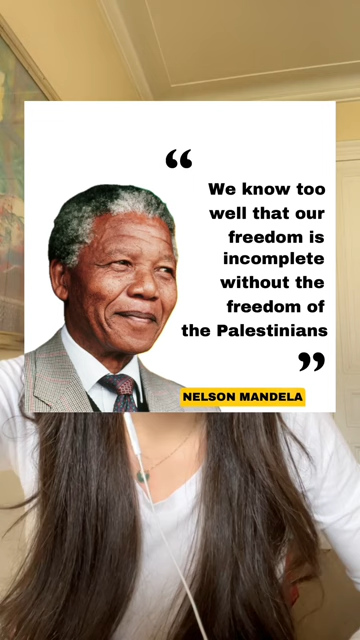 “
We know too
well that our
freedom is
incomplete
without the
freedom of
the Palestinians
”
NELSON MANDELA